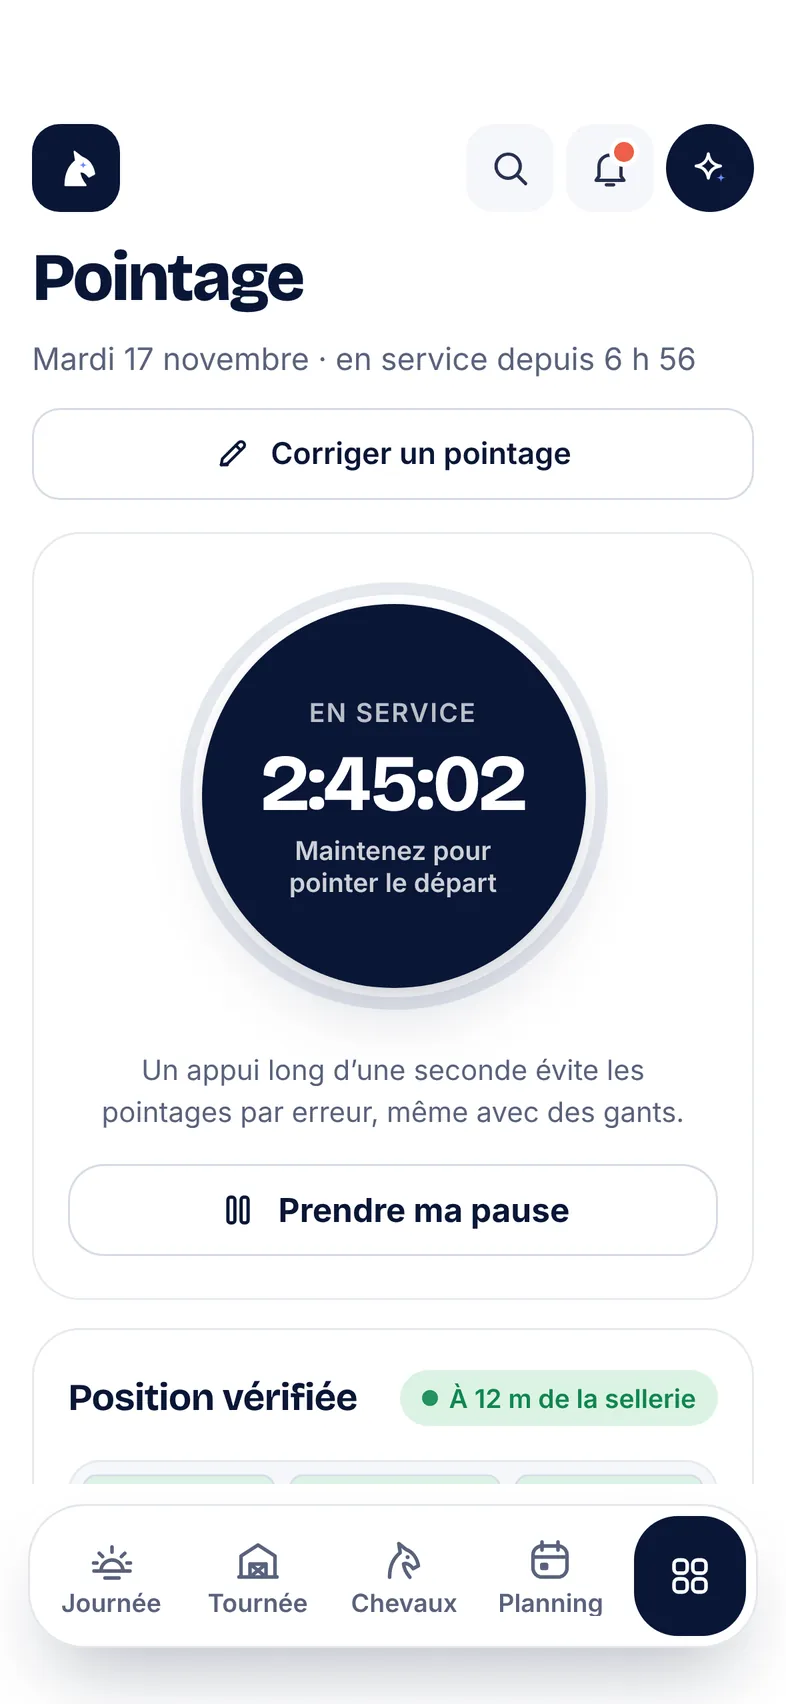 Pointage
Mardi 17 novembre · en service depuis 6 h 56
Corriger un pointage
EN SERVICE
2:45:02
Maintenez pour
pointer le départ
Un appui long d’une seconde évite les
pointages par erreur, même avec des gants.
Prendre ma pause
Position vérifiée
À 12 m de la sellerie
Journée
Tournée
Chevaux
Planning